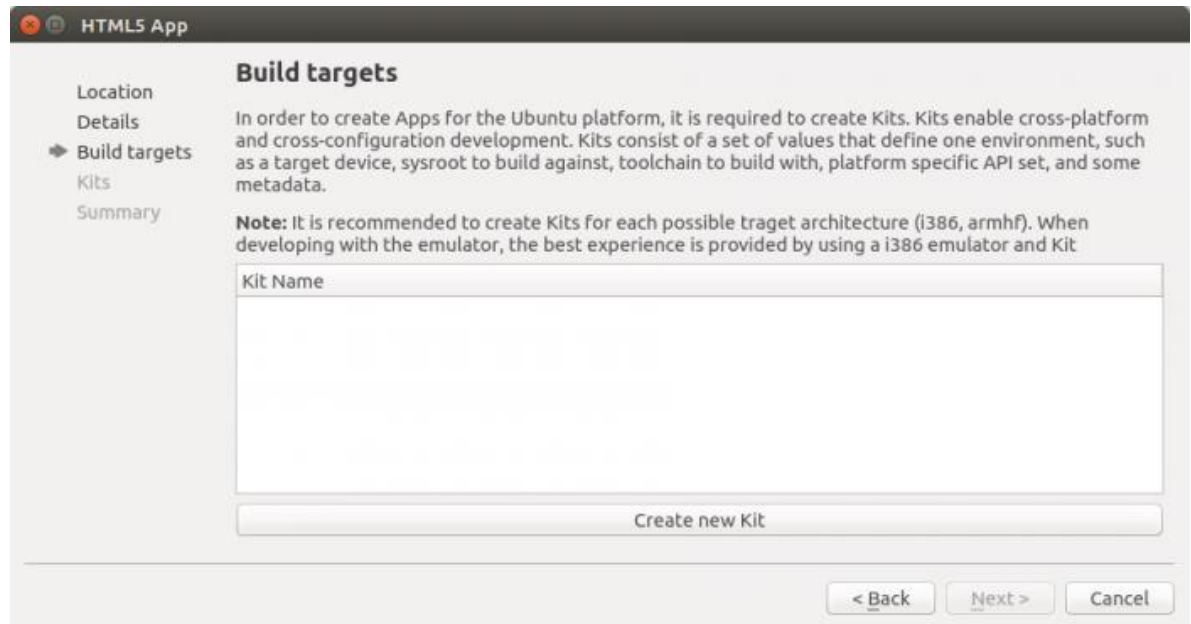 HTML5 App
Location
Details
Build targets
Kits
Summary
Build targets
In order to create Apps for the Ubuntu platform, it is required to create Kits. Kits enable cross-platform
and cross-configuration development. Kits consist of a set of values that define one environment, such
as a target device, sysroot to build against, toolchain to build with, platform specific API set, and some
metadata.
Note: It is recommended to create Kits for each possible traget architecture (i386, armhf). When
developing with the emulator, the best experience is provided by using a i386 emulator and Kit
Kit Name
Create new Kit
< Back
Next >
Cancel